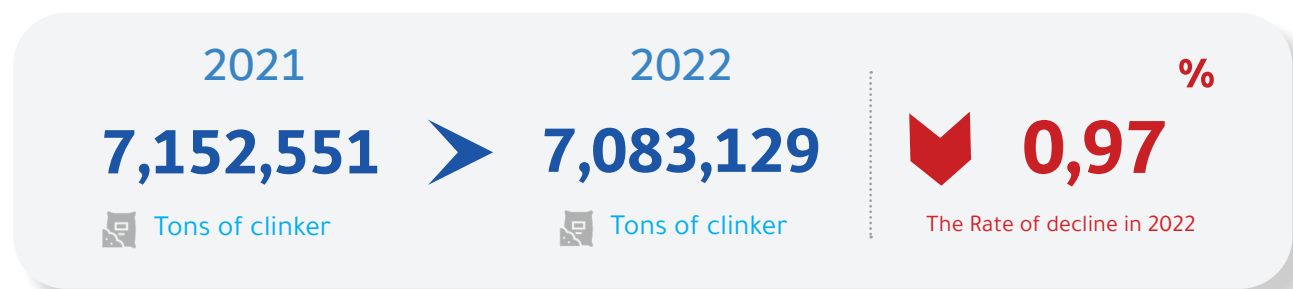 2021
7,152,551
Tons of clinker
2022
7,083,129
Tons of clinker
%
0,97
The Rate of decline in 2022